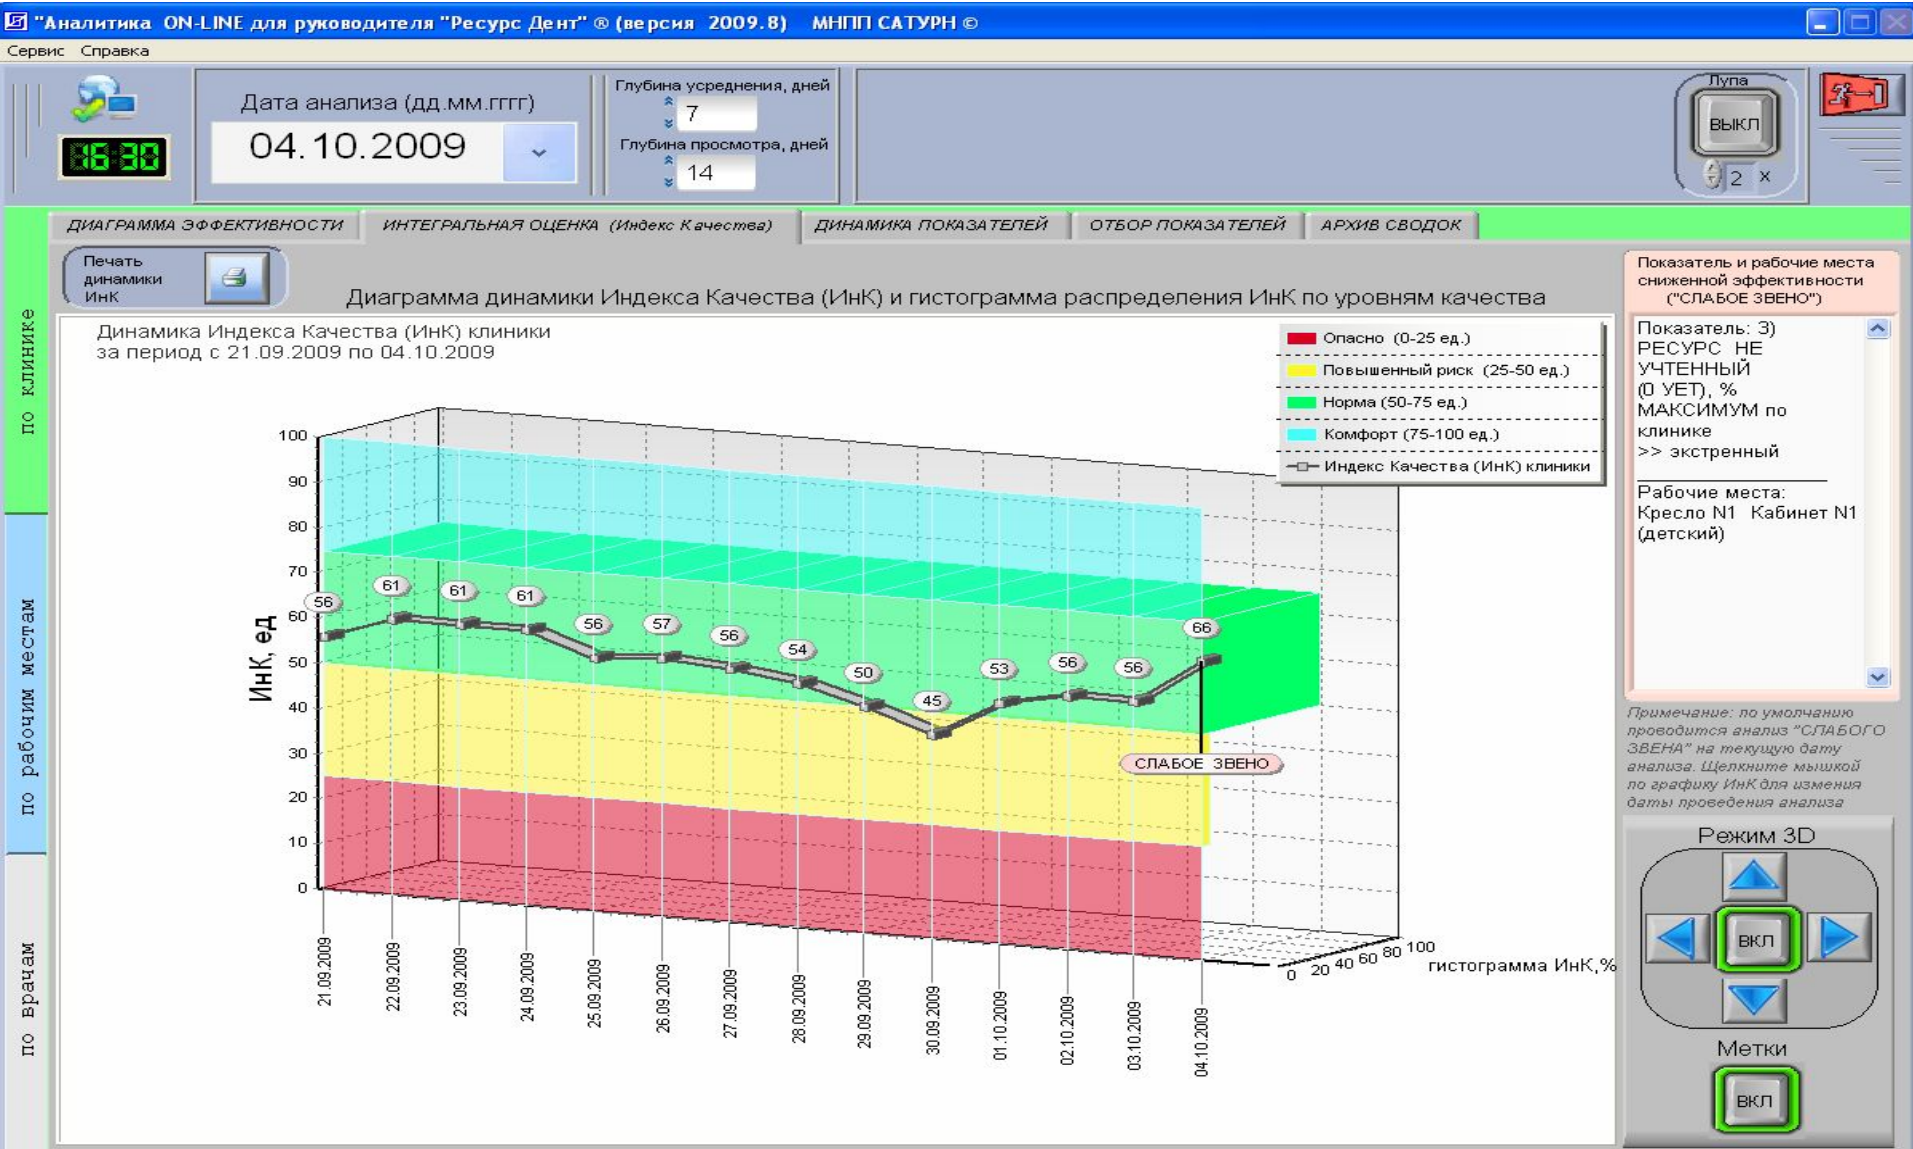 "Аналитика ON-LINE для руководителя "Ресурс Дент" ® (версия 2009.8) МНПП САТУРН ©
Сервис Справка
16:30
Дата анализа (дд.мм.гггг)
04.10.2009
Глубина усреднения, дней
7
Глубина просмотра, дней
14
Лупа
ВЫКЛ
2 x
ДИАГРАММА ЭФФЕКТИВНОСТИ
ИНТЕГРАЛЬНАЯ ОЦЕНКА (Индекс Качества)
ДИНАМИКА ПОКАЗАТЕЛЕЙ
ОТБОР ПОКАЗАТЕЛЕЙ
АРХИВ СВОДОК
по клинике
по рабочим местам
по врачам
Печать
динамики
ИнК
Диаграмма динамики Индекса Качества (ИнК) и гистограмма распределения ИнК по уровням качества
Динамика Индекса Качества (ИнК) клиники
за период с 21.09.2009 по 04.10.2009
Опасно (0-25 ед.)
Повышенный риск (25-50 ед.)
Норма (50-75 ед.)
Комфорт (75-100 ед.)
Индекс Качества (ИнК) клиники
ИнК, ед
100
90
80
70
60
50
40
30
20
10
0
56
61
61
61
56
57
56
54
50
45
53
56
56
66
СЛАБОЕ ЗВЕНО
21.09.2009
22.09.2009
23.09.2009
24.09.2009
25.09.2009
26.09.2009
27.09.2009
28.09.2009
29.09.2009
30.09.2009
01.10.2009
02.10.2009
03.10.2009
04.10.2009
0 20 40 60 80 100
гистограмма ИнК,%
Показатель и рабочие места
сниженной эффективности
("СЛАБОЕ ЗВЕНО")
Показатель: 3)
РЕСУРС НЕ
УЧТЕННЫЙ
(0 УЕТ), %
МАКСИМУМ по
клинике
>> экстренный
Рабочие места:
Кресло N1 Кабинет N1
(детский)
Примечание: по умолчанию
проводится анализ "СЛАБОГО
ЗВЕНА" на текущую дату
анализа. Щелкните мышкой
по графику ИнК для измения
даты проведения анализа
Режим 3D
ВКЛ
Метки
ВКЛ